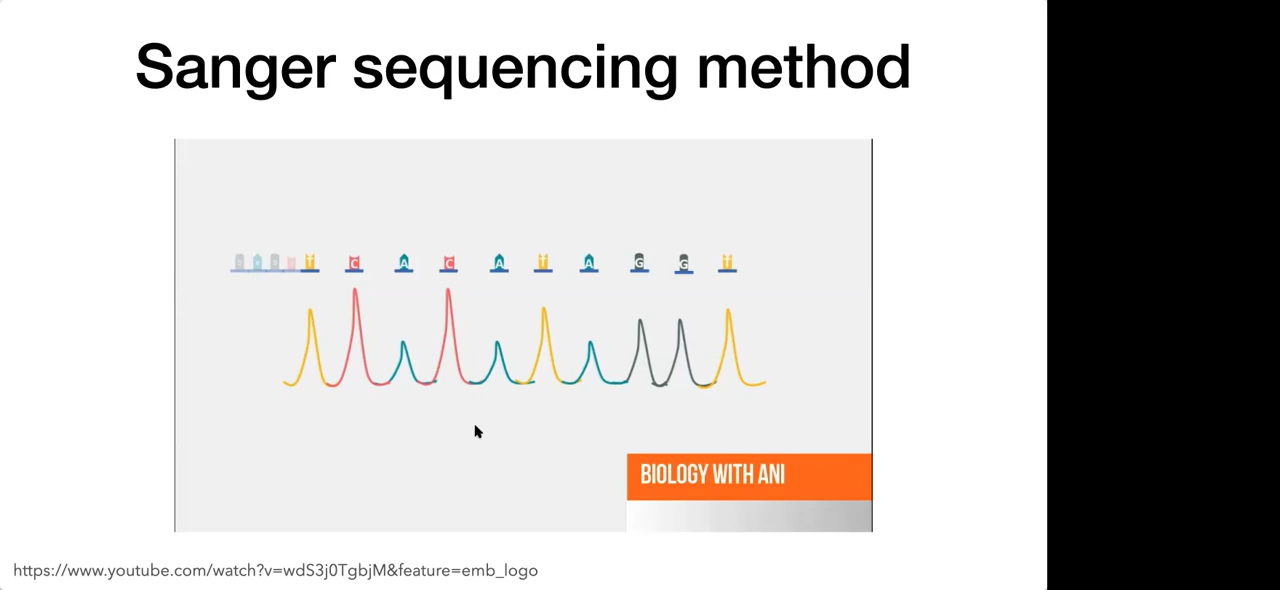 Sanger sequencing method
T C A C A T A G G T
BIOLOGY WITH ANI
https://www.youtube.com/watch?v=wdS3j0TgbjM&feature=emb_logo